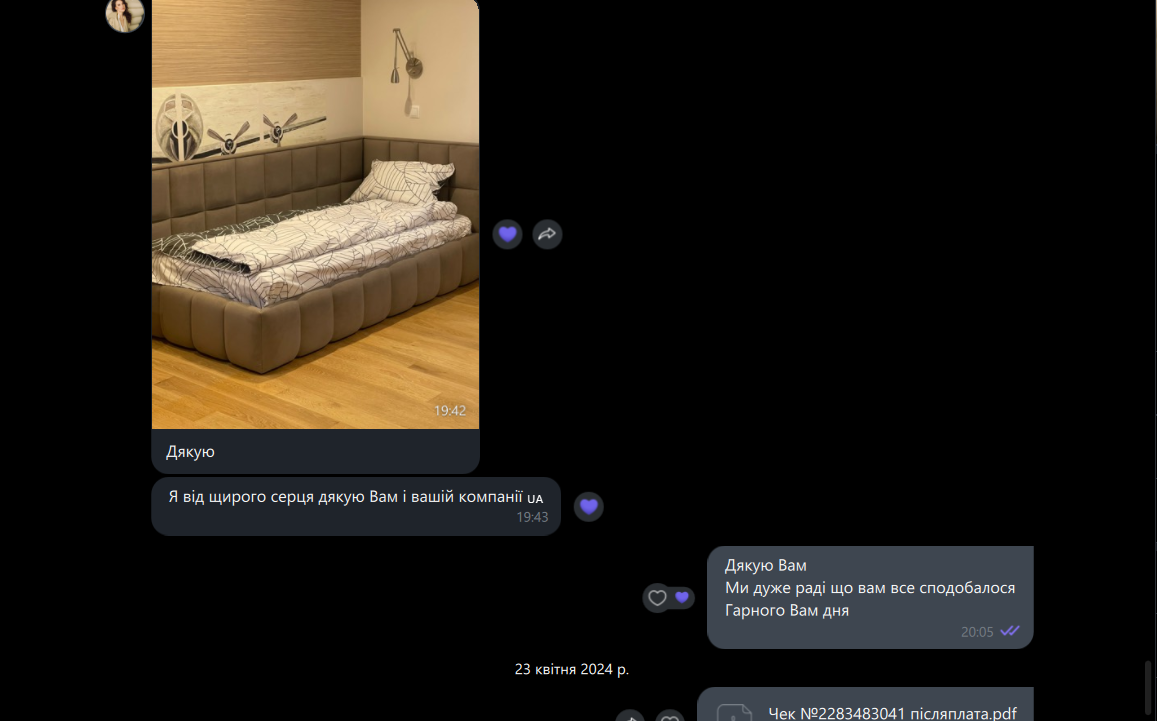 19:42
Дякую
Я від щирого серця дякую Вам і вашій компанії UA
19:43
Дякую Вам
Ми дуже раді що вам все сподобалося
Гарного Вам дня
20:05
23 квітня 2024 р.
Чек №2283483041 післяплата.pdf